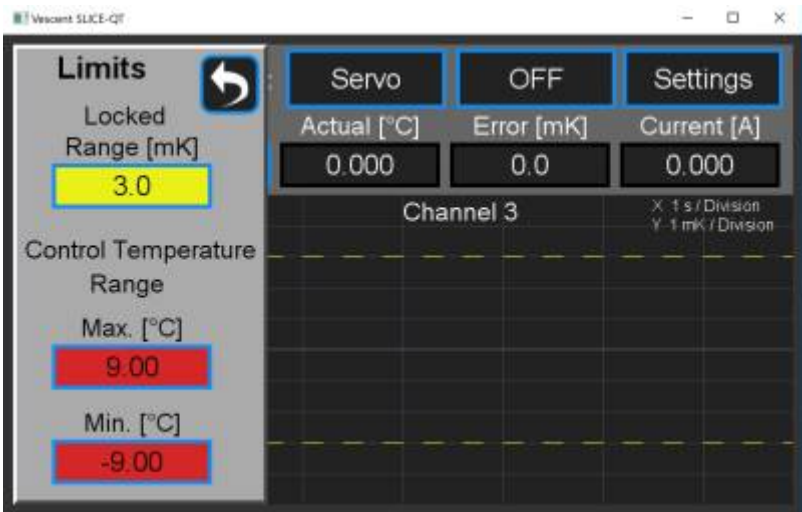 Vescent SLICE-QT
Limits
Locked
Range [mK]
3.0
Control Temperature
Range
Max. [°C]
9.00
Min. [°C]
-9.00
Servo
OFF
Settings
Actual [°C]
Error [mK]
Current [A]
0.000
0.0
0.000
Channel 3
X 1 s / Division
Y 1 mK / Division